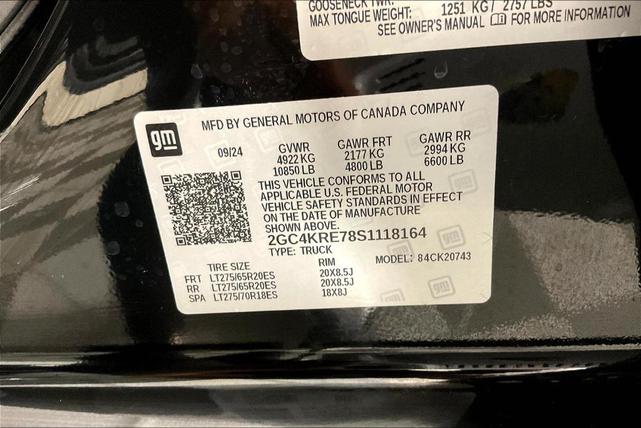 GOOSENECK TWR:
MAX TONGUE WEIGHT: 1251 KG / 2757 LBS
SEE OWNER'S MANUAL FOR MORE INFORMATION
gm
MFD BY GENERAL MOTORS OF CANADA COMPANY
09/24 GVWR GAWR FRT GAWR RR
4922 KG 2177 KG 2994 KG
10850 LB 4800 LB 6600 LB
THIS VEHICLE CONFORMS TO ALL
APPLICABLE U.S. FEDERAL MOTOR
VEHICLE SAFETY STANDARDS IN EFFECT
ON THE DATE OF MANUFACTURE
SHOWN ABOVE.
2GC4KRE78S1118164
TYPE: TRUCK MODEL: 84CK20743
TIRE SIZE RIM
FRT LT275/65R20ES 20X8.5J
RR LT275/65R20ES 20X8.5J
SPA LT275/70R18ES 18X8J